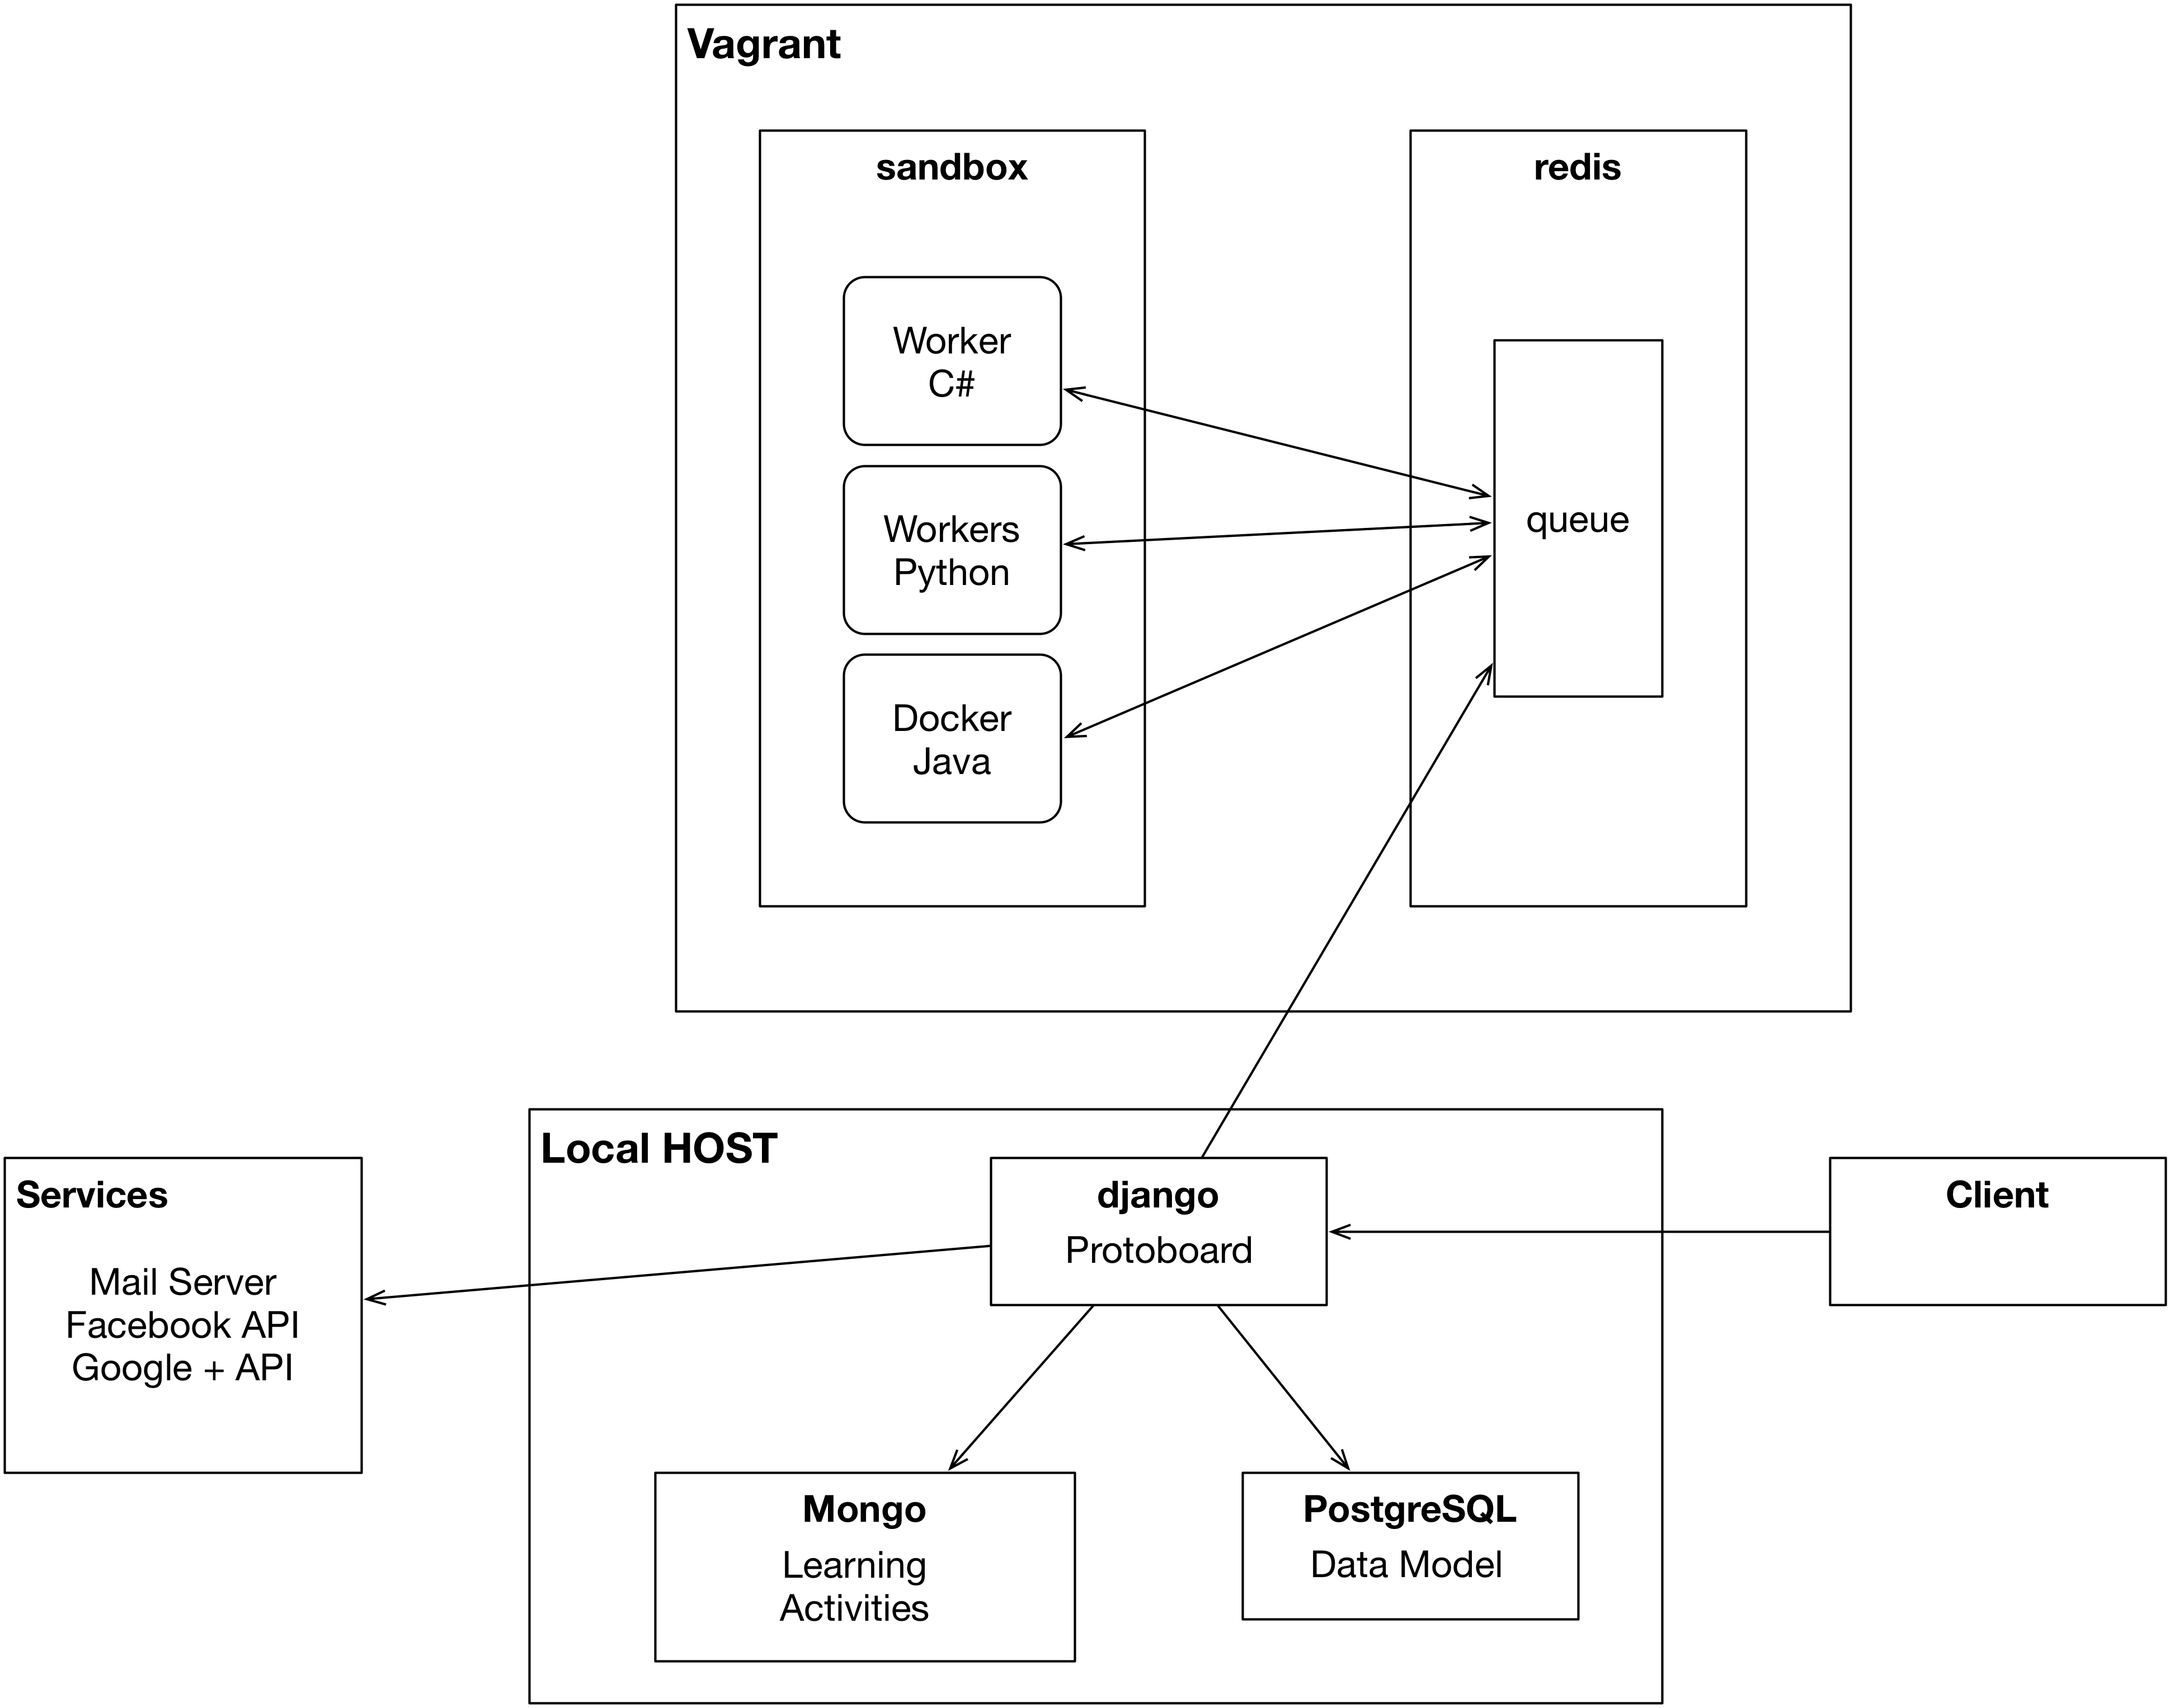 Vagrant
sandbox
redis
Worker
C#
Workers
Python
Docker
Java
queue
Local HOST
Services
Mail Server
Facebook API
Google + API
django
Protoboard
Client
Mongo
Learning
Activities
PostgreSQL
Data Model